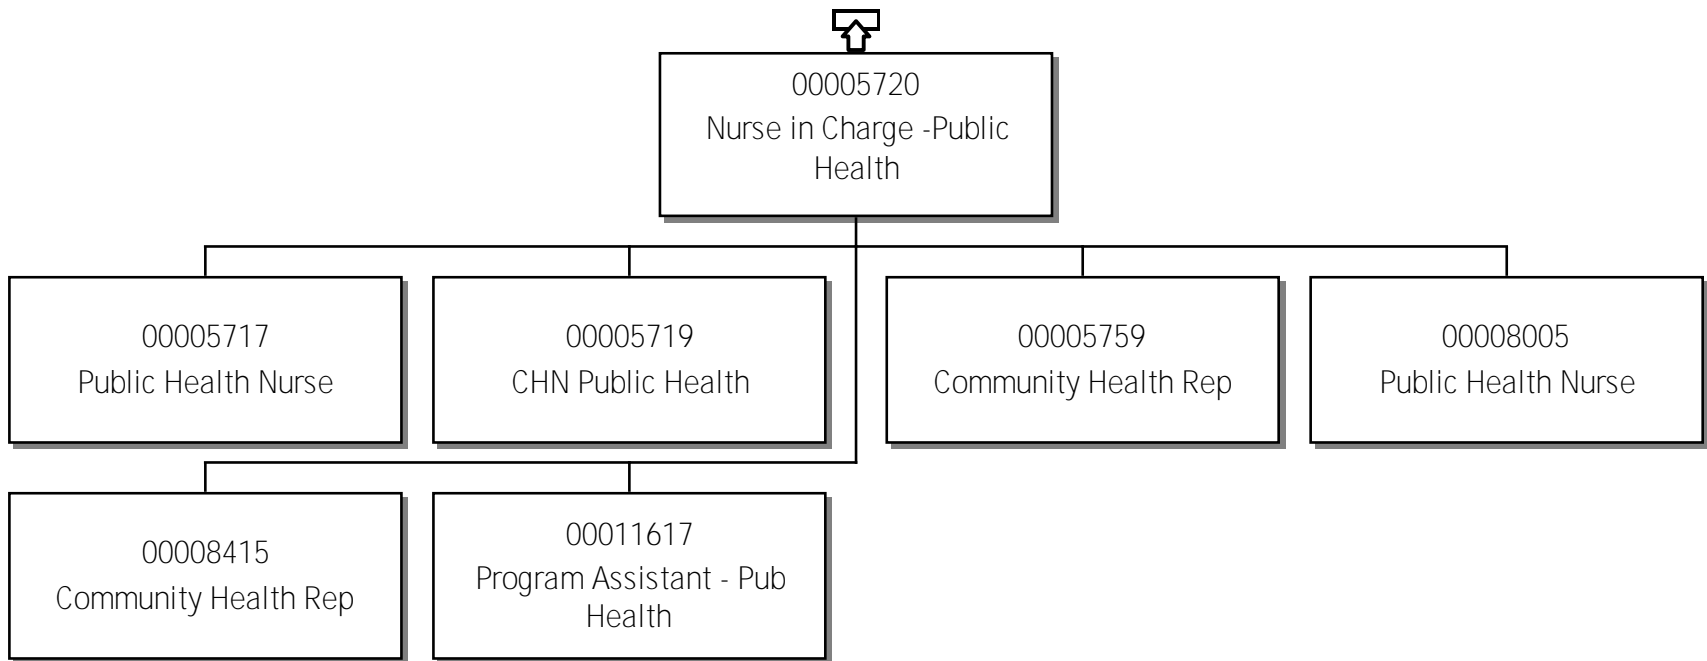 00005720
Nurse in Charge -Public
Health
00005717
Public Health Nurse
00005719
CHN Public Health
00005759
Community Health Rep
00008005
Public Health Nurse
00008415
Community Health Rep
00011617
Program Assistant - Pub
Health